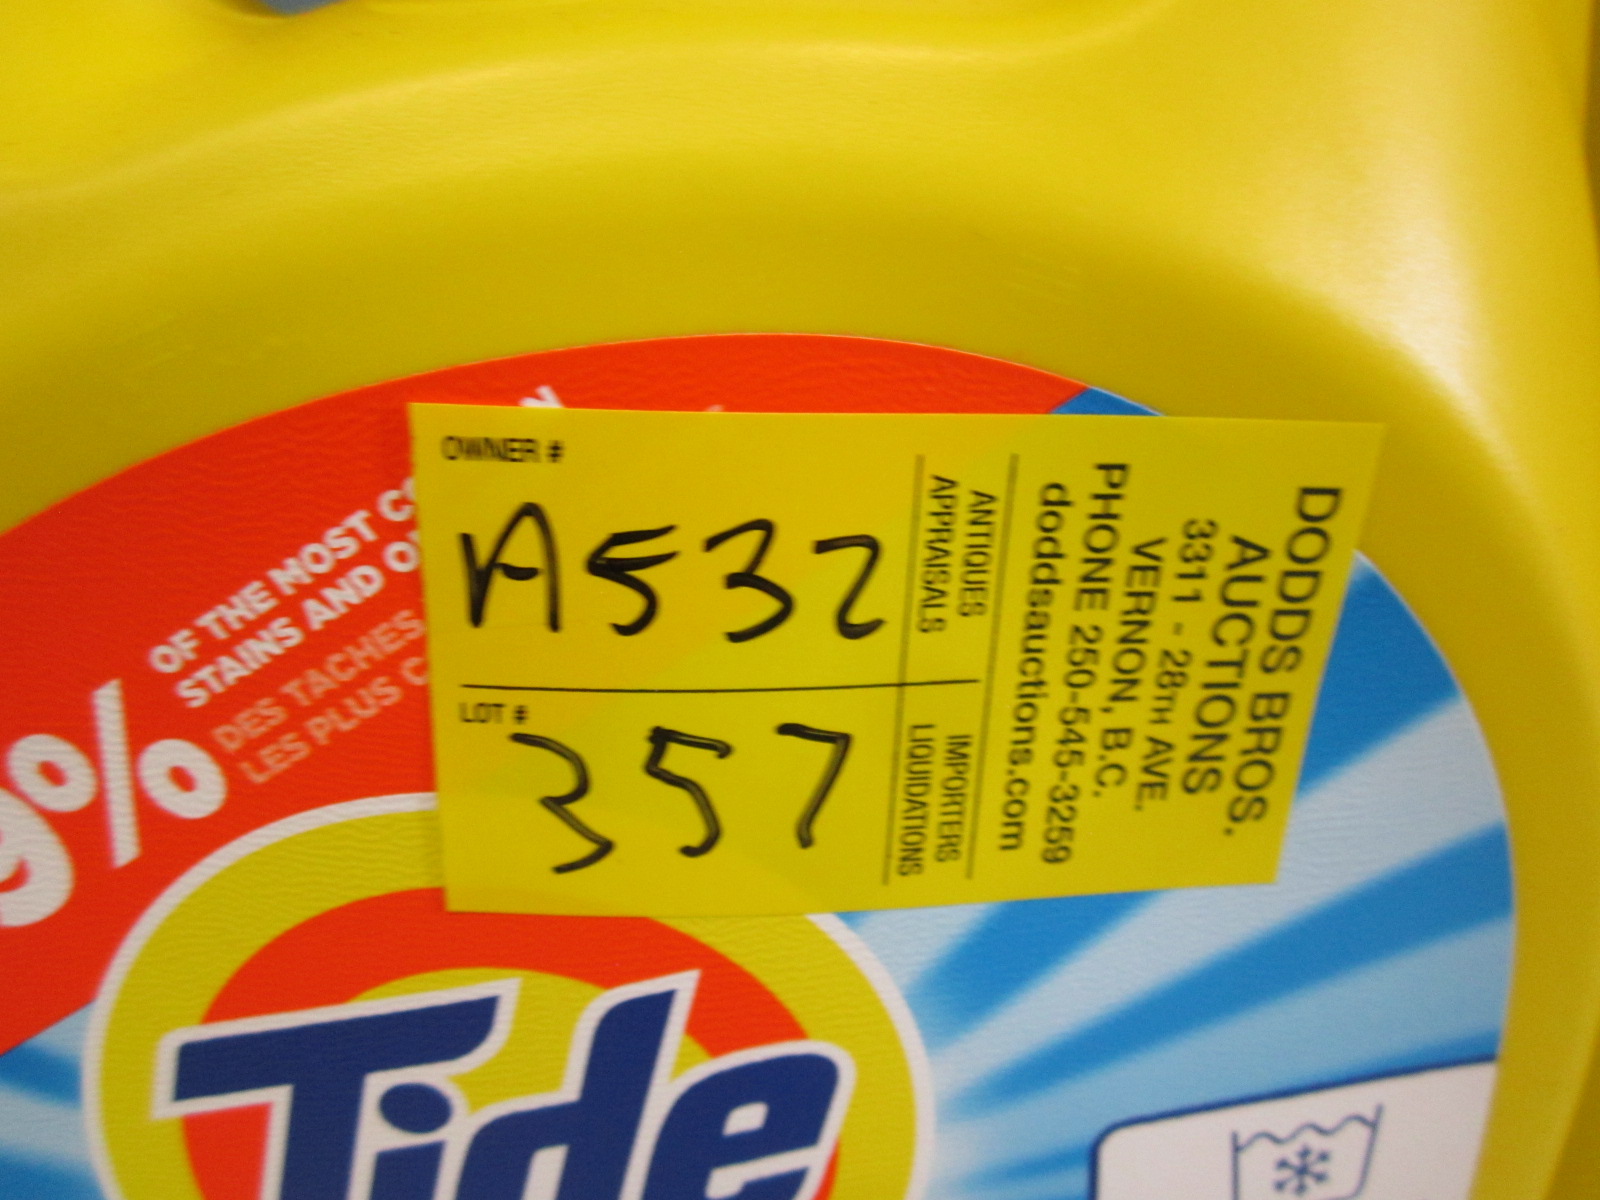 OWNER #
A532
LOT #
357
ANTIQUES
APPRAISALS
IMPORTERS
LIQUIDATIONS
DODDS BROS.
AUCTIONS
3311 - 28TH AVE.
VERNON, B.C.
PHONE 250-545-3259
doddsauctions.com
9%
OF THE MOST
STAINS AND
DES TACHES
LES PLUS
Tide